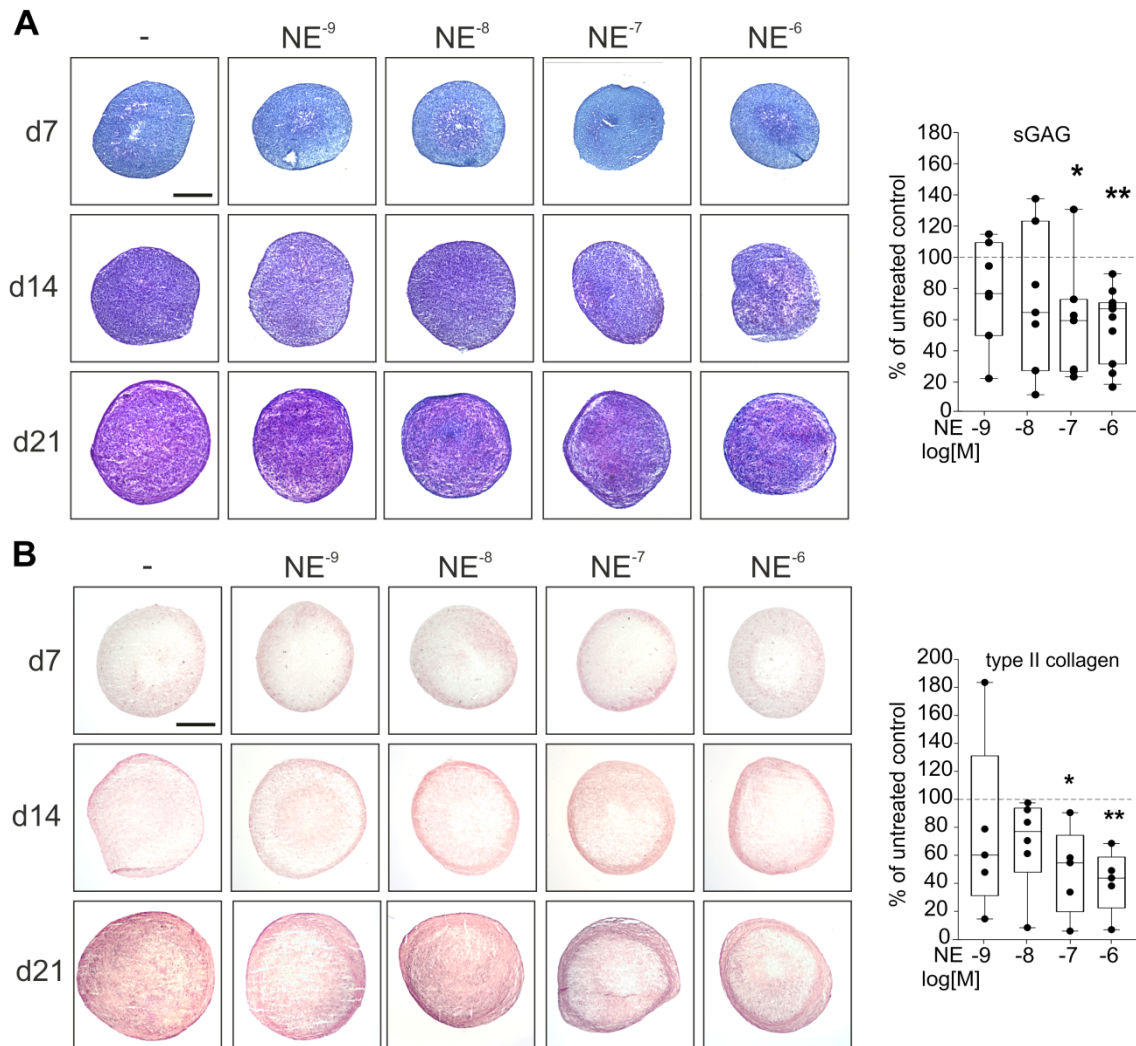 A
- NE-9 NE-8 NE-7 NE-6
d7
d14
d21
sGAG
% of untreated control
180
160
140
120
100
80
60
40
20
0
* **
NE -9 -8 -7 -6
log[M]
B
- NE-9 NE-8 NE-7 NE-6
d7
d14
d21
type II collagen
% of untreated control
200
180
160
140
120
100
80
60
40
20
0
* **
NE -9 -8 -7 -6
log[M]